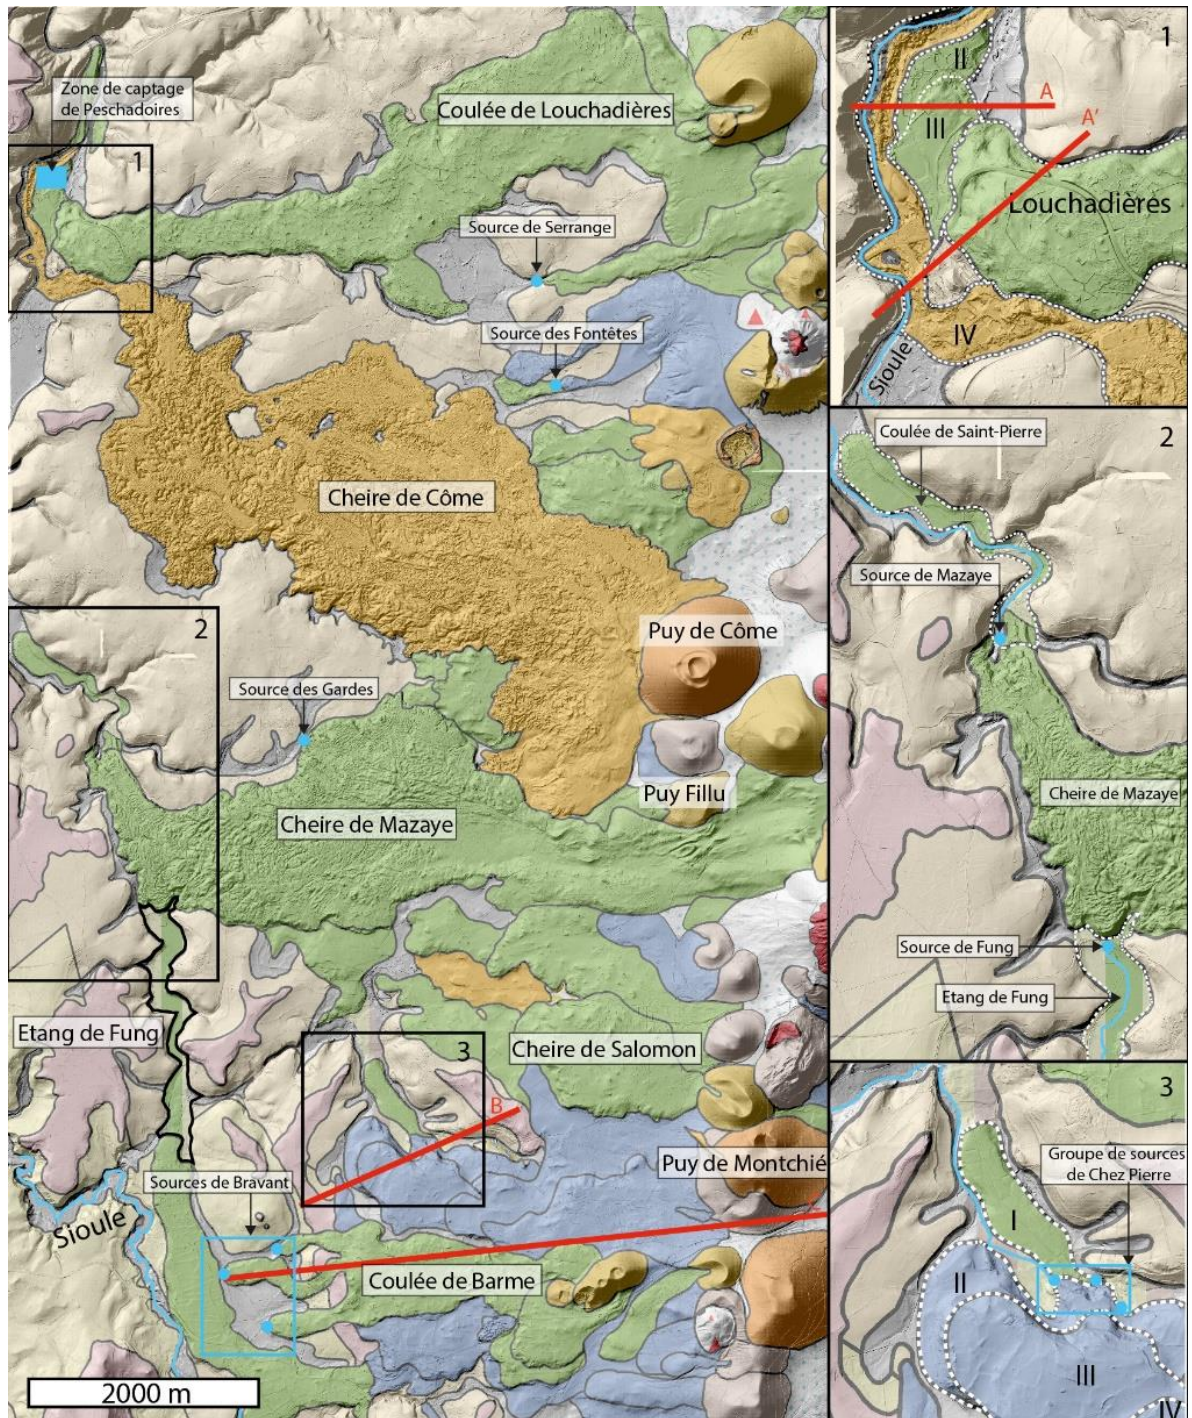 Zone de captage
de Peschadoires
1
Coulée de Louchadières
Source de Serrange
Source des Fontêtes
Cheire de Côme
2
Puy de Côme
Source des Gardes
Puy Fillu
Cheire de Mazaye
Etang de Fung
3
Cheire de Salomon
B
Puy de Montchié
Sources de Bravant
Sioule
Coulée de Barme
2000 m
1
II
A
III
A'
Louchadières
IV
Sioule
2
Coulée de Saint-Pierre
Source de Mazaye
Cheire de Mazaye
Source de Fung
Etang de Fung
3
Groupe de sources
de Chez Pierre
I
II
III
IV